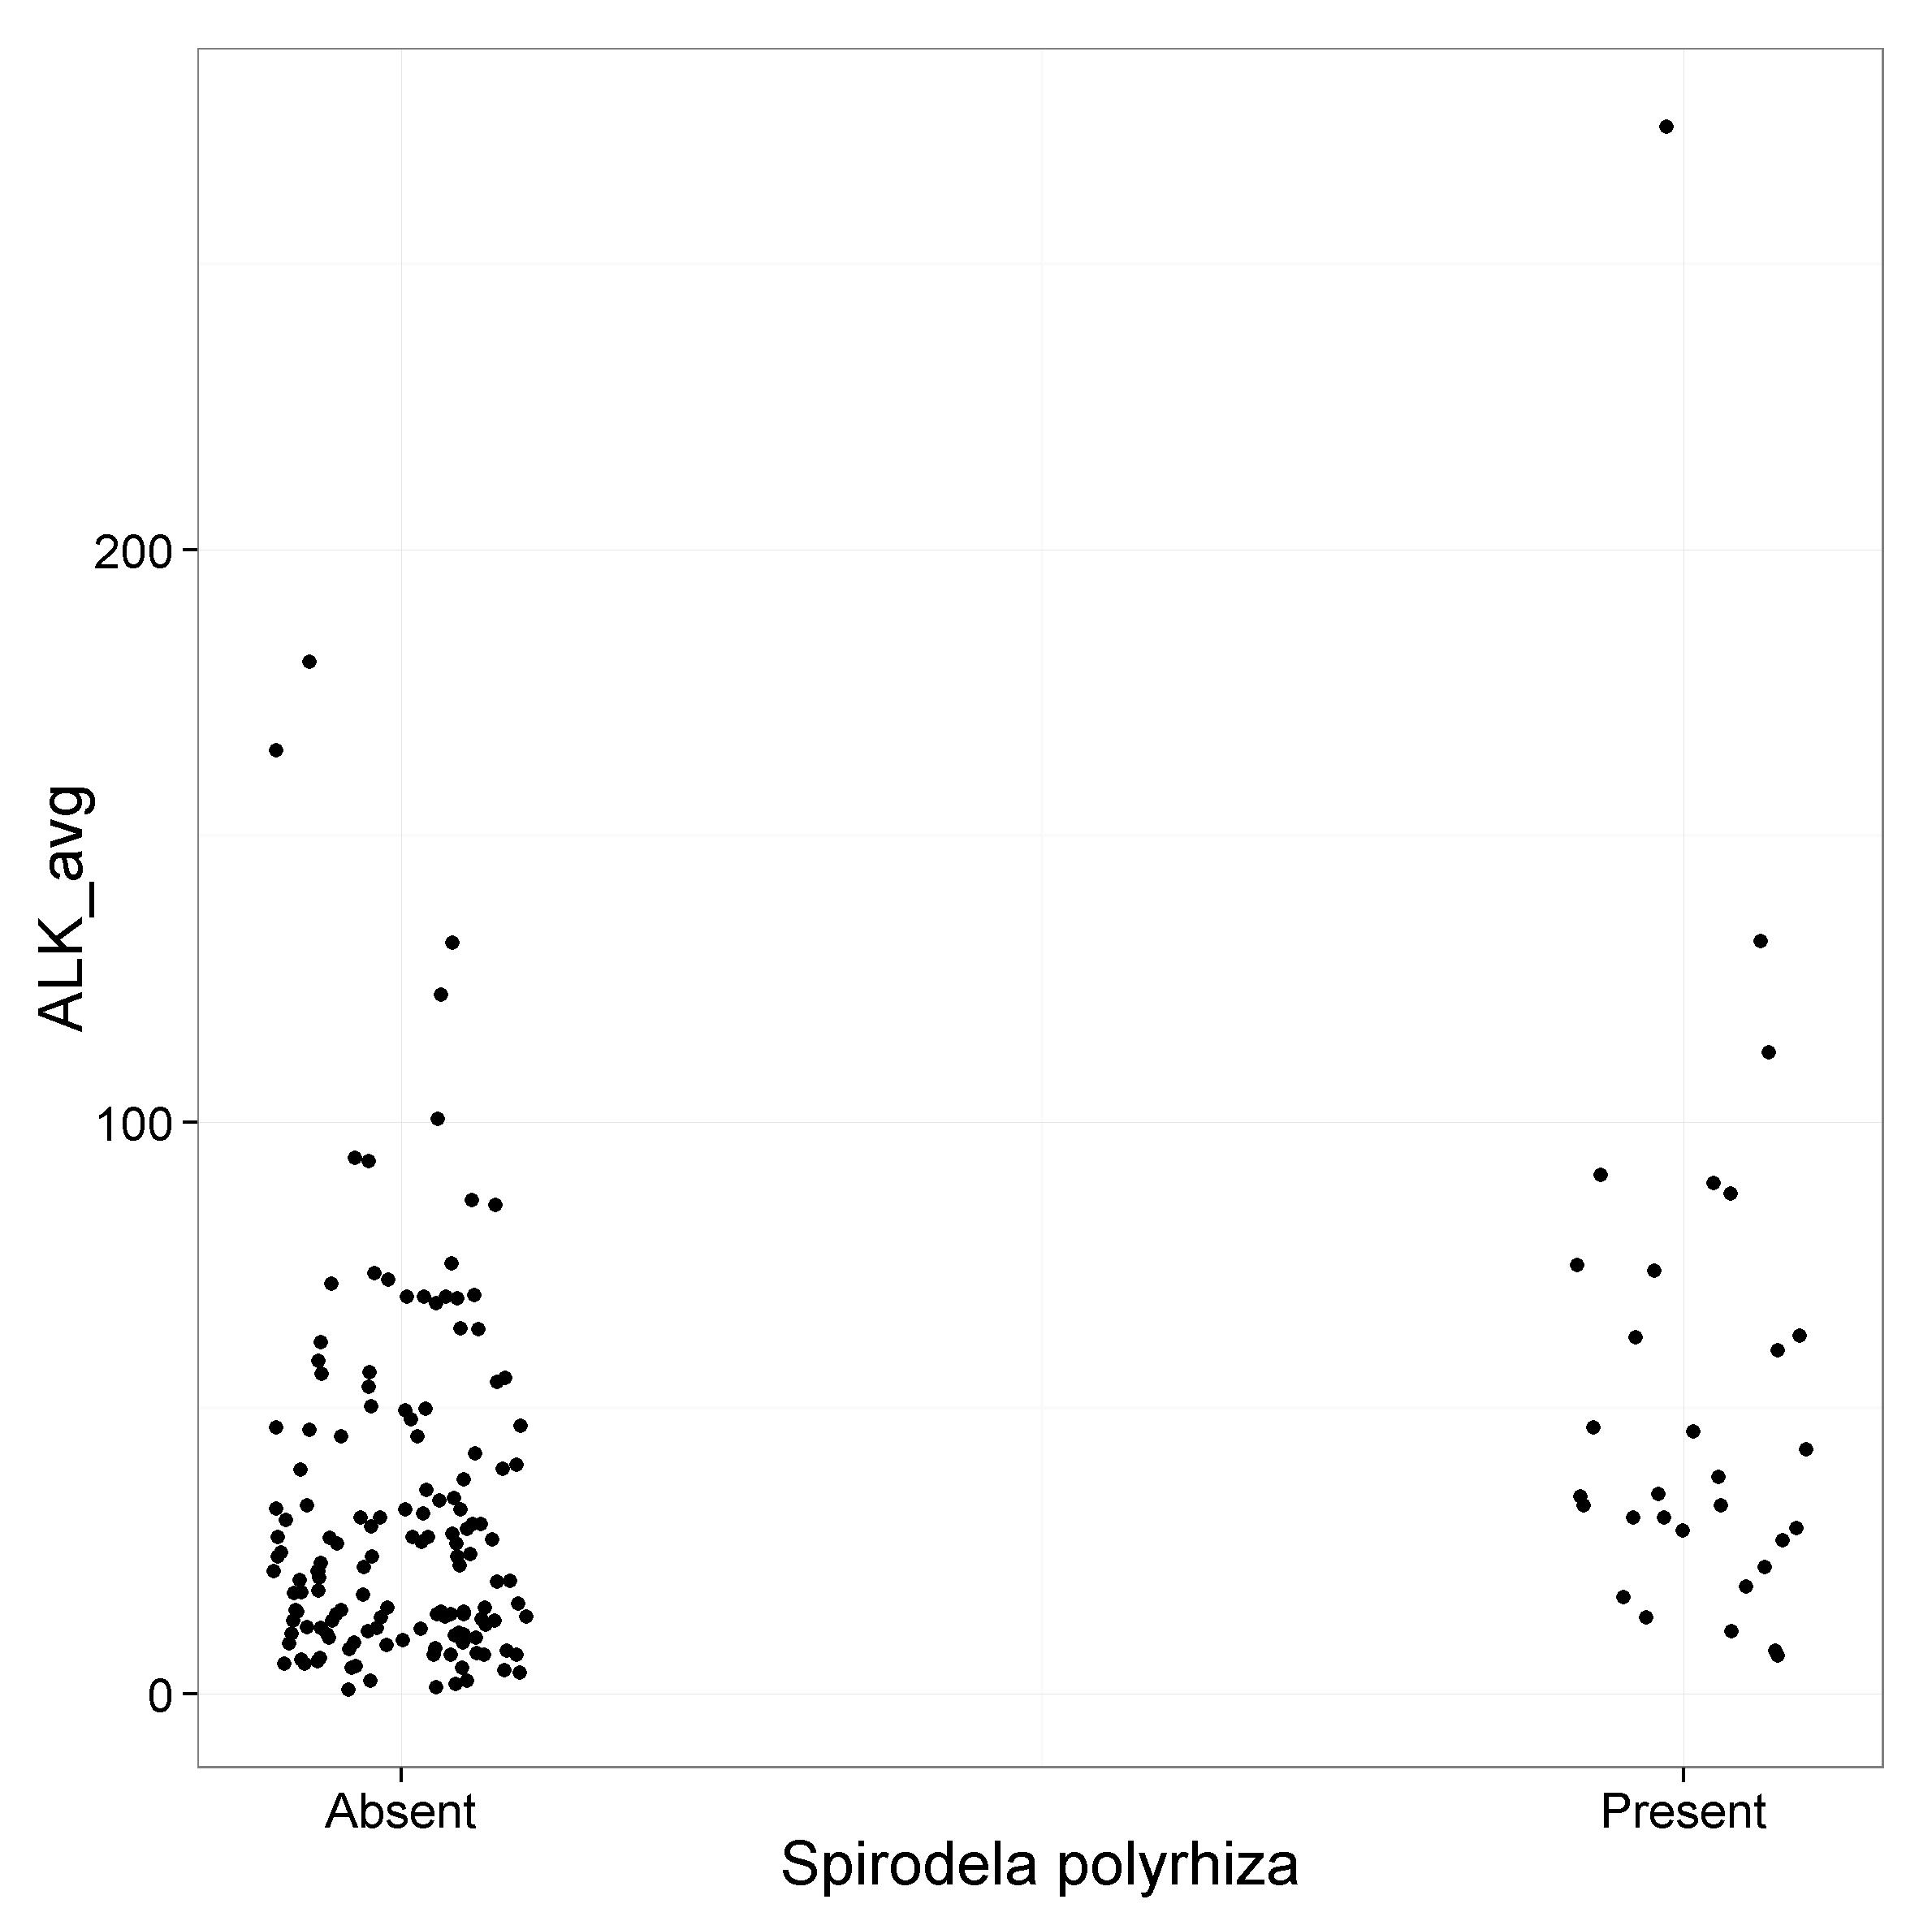 ALK_avg
200
100
0
Absent
Present
Spirodela polyrhiza